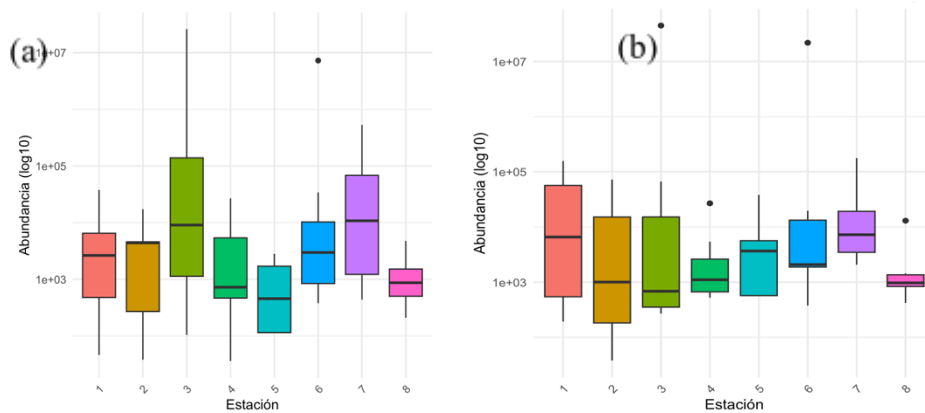 (a)
Abundancia (log10)
1e+07
1e+05
1e+03
1 2 3 4 5 6 7 8
Estación
(b)
Abundancia (log10)
1e+07
1e+05
1e+03
1 2 3 4 5 6 7 8
Estación